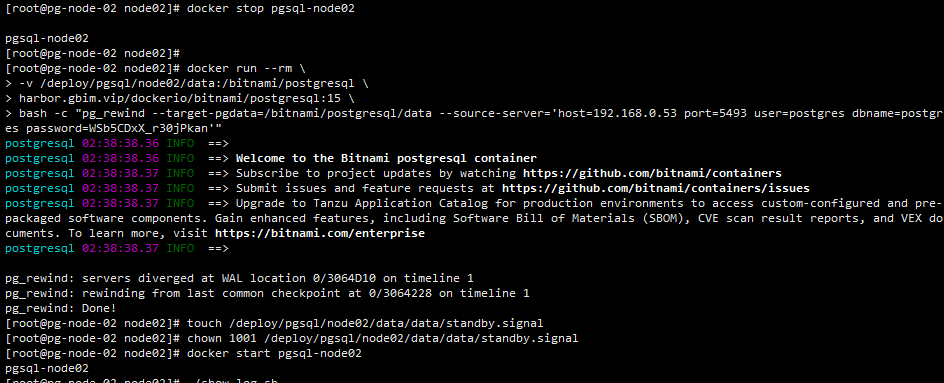 [root@pg-node-02 node02]# docker stop pgsql-node02
pgsql-node02
[root@pg-node-02 node02]#
[root@pg-node-02 node02]# docker run --rm \
> -v /deploy/pgsql/node02/data:/bitnami/postgresql \
> harbor.gbim.vip/dockerio/bitnami/postgresql:15 \
> bash -c "pg_rewind --target-pgdata=/bitnami/postgresql/data --source-server='host=192.168.0.53 port=5493 user=postgres dbname=postgr
es password=WSb5CDxX_r30jPkan'"
postgresql 02:38:38.36 INFO  ==>
postgresql 02:38:38.36 INFO  ==> Welcome to the Bitnami postgresql container
postgresql 02:38:38.37 INFO  ==> Subscribe to project updates by watching https://github.com/bitnami/containers
postgresql 02:38:38.37 INFO  ==> Submit issues and feature requests at https://github.com/bitnami/containers/issues
postgresql 02:38:38.37 INFO  ==> Upgrade to Tanzu Application Catalog for production environments to access custom-configured and pre-
packaged software components. Gain enhanced features, including Software Bill of Materials (SBOM), CVE scan result reports, and VEX do
cuments. To learn more, visit https://bitnami.com/enterprise
postgresql 02:38:38.37 INFO  ==>
pg_rewind: servers diverged at WAL location 0/3064D10 on timeline 1
pg_rewind: rewinding from last common checkpoint at 0/3064228 on timeline 1
pg_rewind: Done!
[root@pg-node-02 node02]# touch /deploy/pgsql/node02/data/data/standby.signal
[root@pg-node-02 node02]# chown 1001 /deploy/pgsql/node02/data/data/standby.signal
[root@pg-node-02 node02]# docker start pgsql-node02
pgsql-node02
[root@pg-node-02 node02]# ./show_log.sh